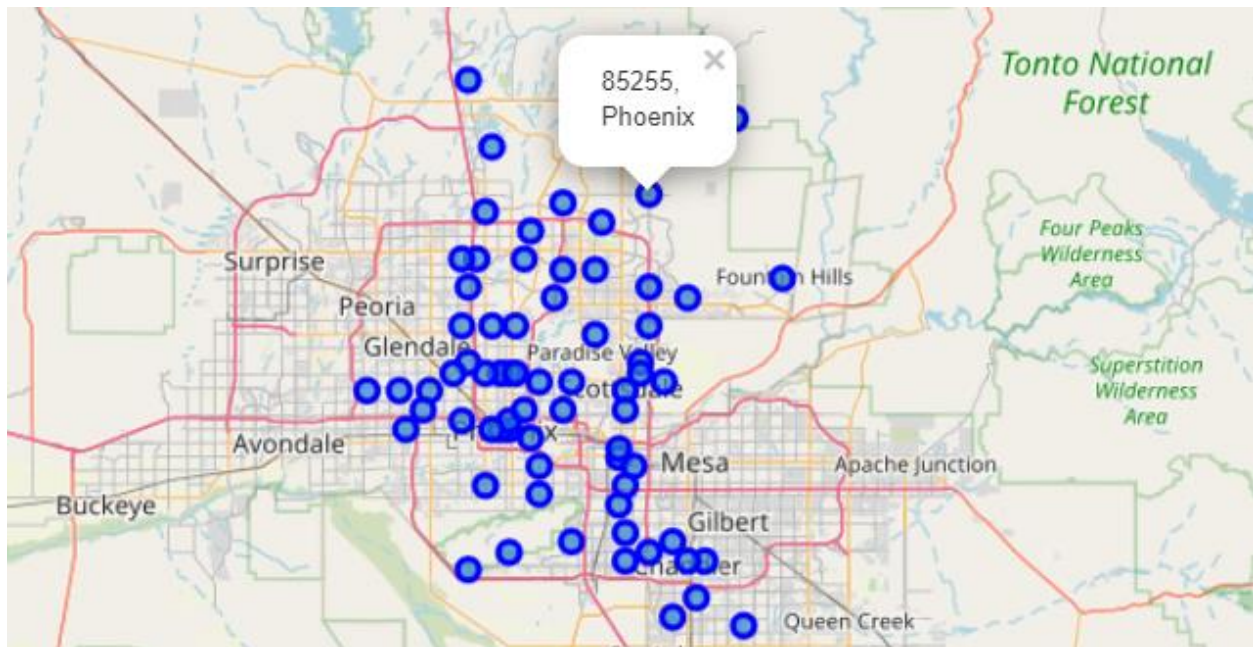 85255,
Phoenix
×
Tonto National
Forest
Four Peaks
Wilderness
Area
Surprise
Peoria
Glendale
Paradise Valley
Avondale
Mesa
Apache Junction
Superstition
Wilderness
Area
Buckeye
Gilbert
Queen Creek